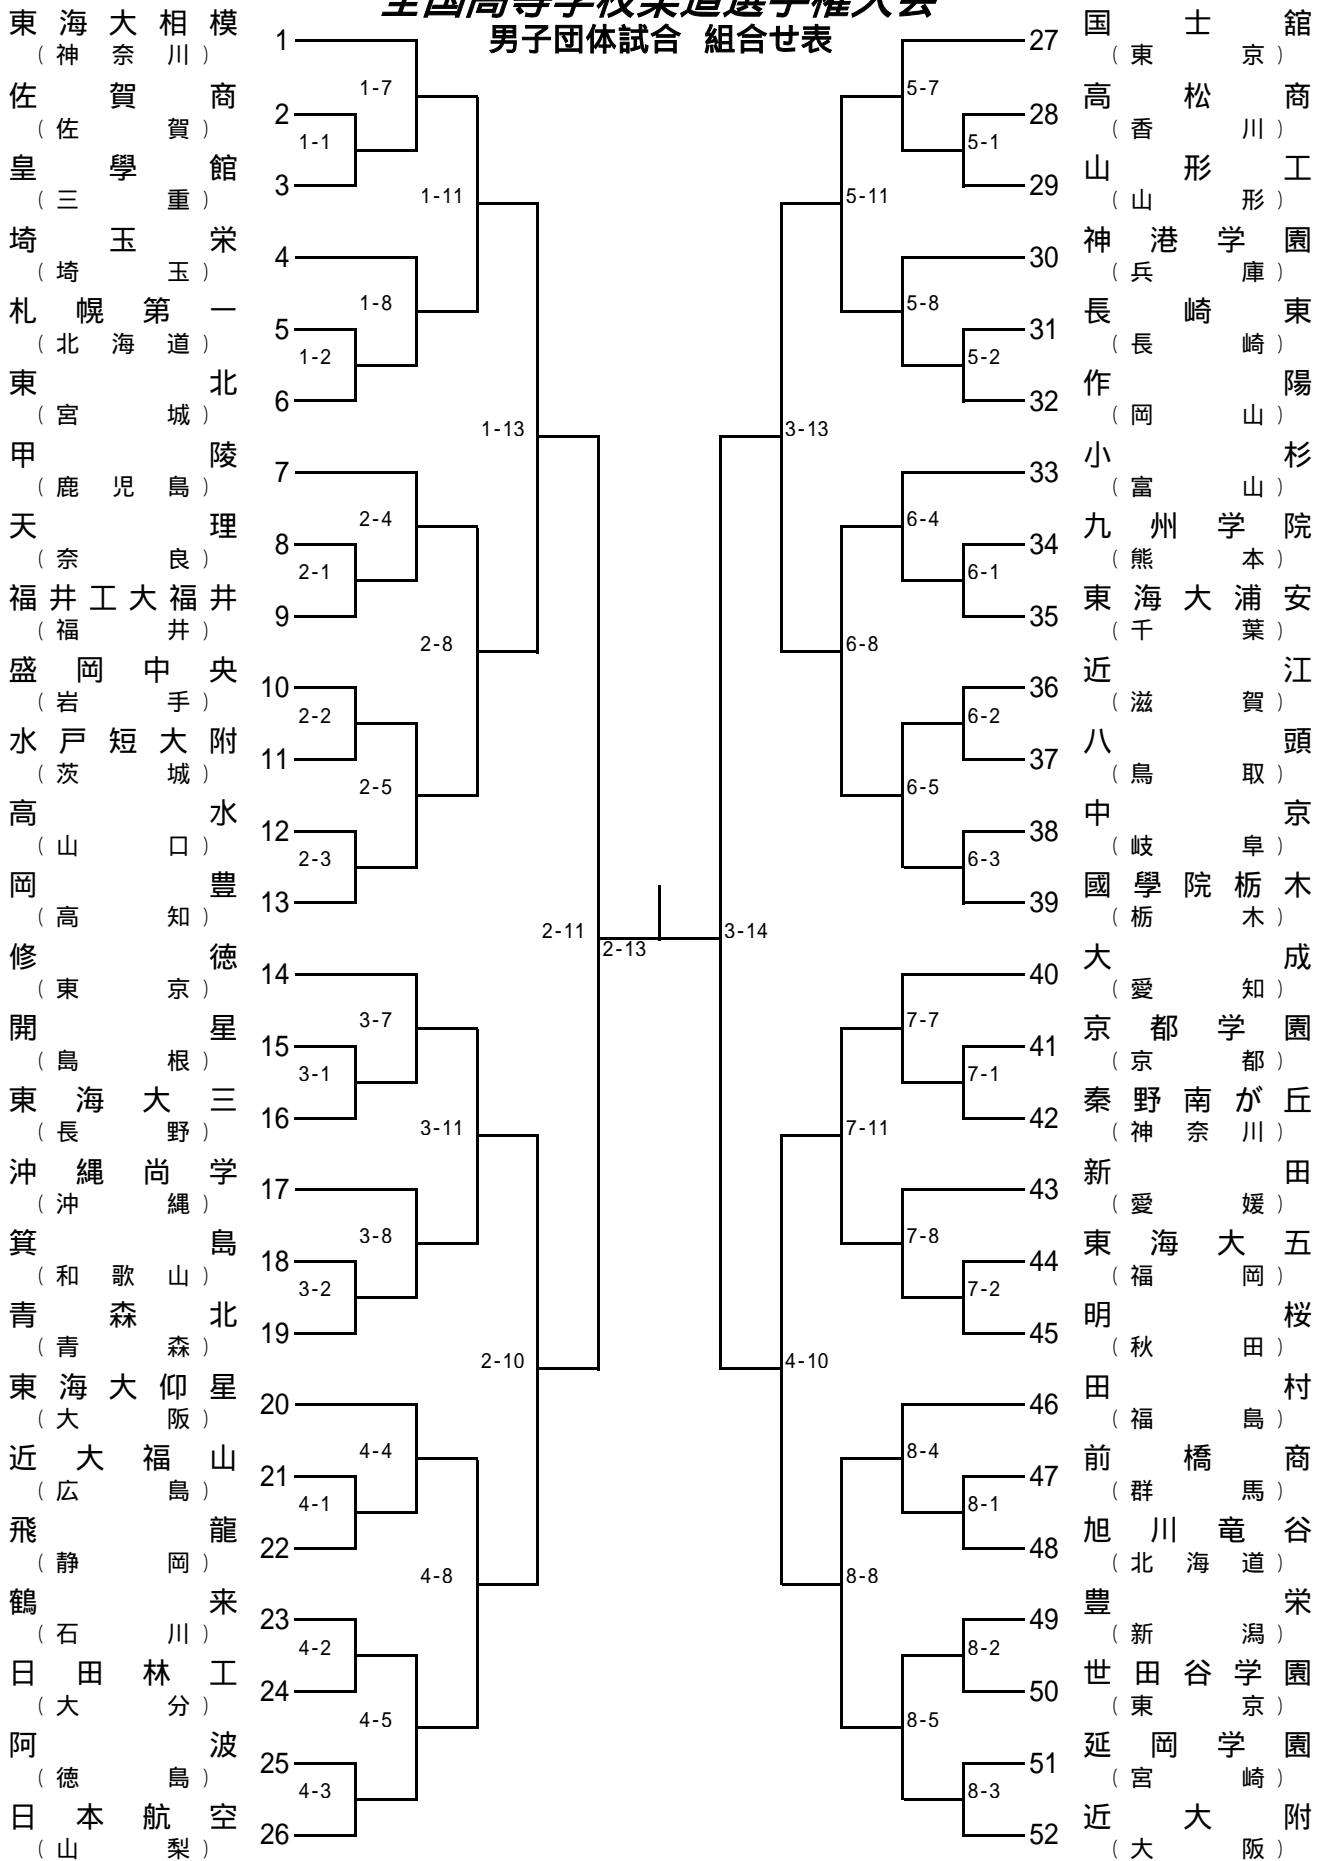 全国高等学校柔道選手権大会
男子団体試合 組合せ表
東海大相模
（神奈川）
1
佐賀商
（佐賀）
2
皇學館
（三重）
3
埼玉栄
（埼玉）
4
札幌第一
（北海道）
5
東北
（宮城）
6
甲陵
（鹿児島）
7
天理
（奈良）
8
福井工大福井
（福井）
9
盛岡中央
（岩手）
10
水戸短大附
（茨城）
11
高水
（山口）
12
岡豊
（高知）
13
修徳
（東京）
14
開星
（島根）
15
東海大三
（長野）
16
沖縄尚学
（沖縄）
17
箕島
（和歌山）
18
青森北
（青森）
19
東海大仰星
（大阪）
20
近大福山
（広島）
21
飛龍
（静岡）
22
鶴来
（石川）
23
日田林工
（大分）
24
阿波
（徳島）
25
日本航空
（山梨）
26
1-7
1-1
1-11
1-8
1-2
1-13
2-4
2-1
2-8
2-2
2-5
2-3
2-11
2-13
3-14
3-7
3-1
3-11
3-8
3-2
2-10
4-4
4-1
4-8
4-2
4-5
4-3
5-7
5-1
5-11
5-8
5-2
3-13
6-4
6-1
6-8
6-2
6-5
6-3
7-7
7-1
7-11
7-8
7-2
4-10
8-4
8-1
8-8
8-2
8-5
8-3
27
国士舘
（東京）
28
高松商
（香川）
29
山形工
（山形）
30
神港学園
（兵庫）
31
長崎東
（長崎）
32
作陽
（岡山）
33
小杉
（富山）
34
九州学院
（熊本）
35
東海大浦安
（千葉）
36
近江
（滋賀）
37
八頭
（鳥取）
38
中京
（岐阜）
39
國學院栃木
（栃木）
40
大成
（愛知）
41
京都学園
（京都）
42
秦野南が丘
（神奈川）
43
新田
（愛媛）
44
東海大五
（福岡）
45
明桜
（秋田）
46
田村
（福島）
47
前橋商
（群馬）
48
旭川竜谷
（北海道）
49
豊栄
（新潟）
50
世田谷学園
（東京）
51
延岡学園
（宮崎）
52
近大附
（大阪）